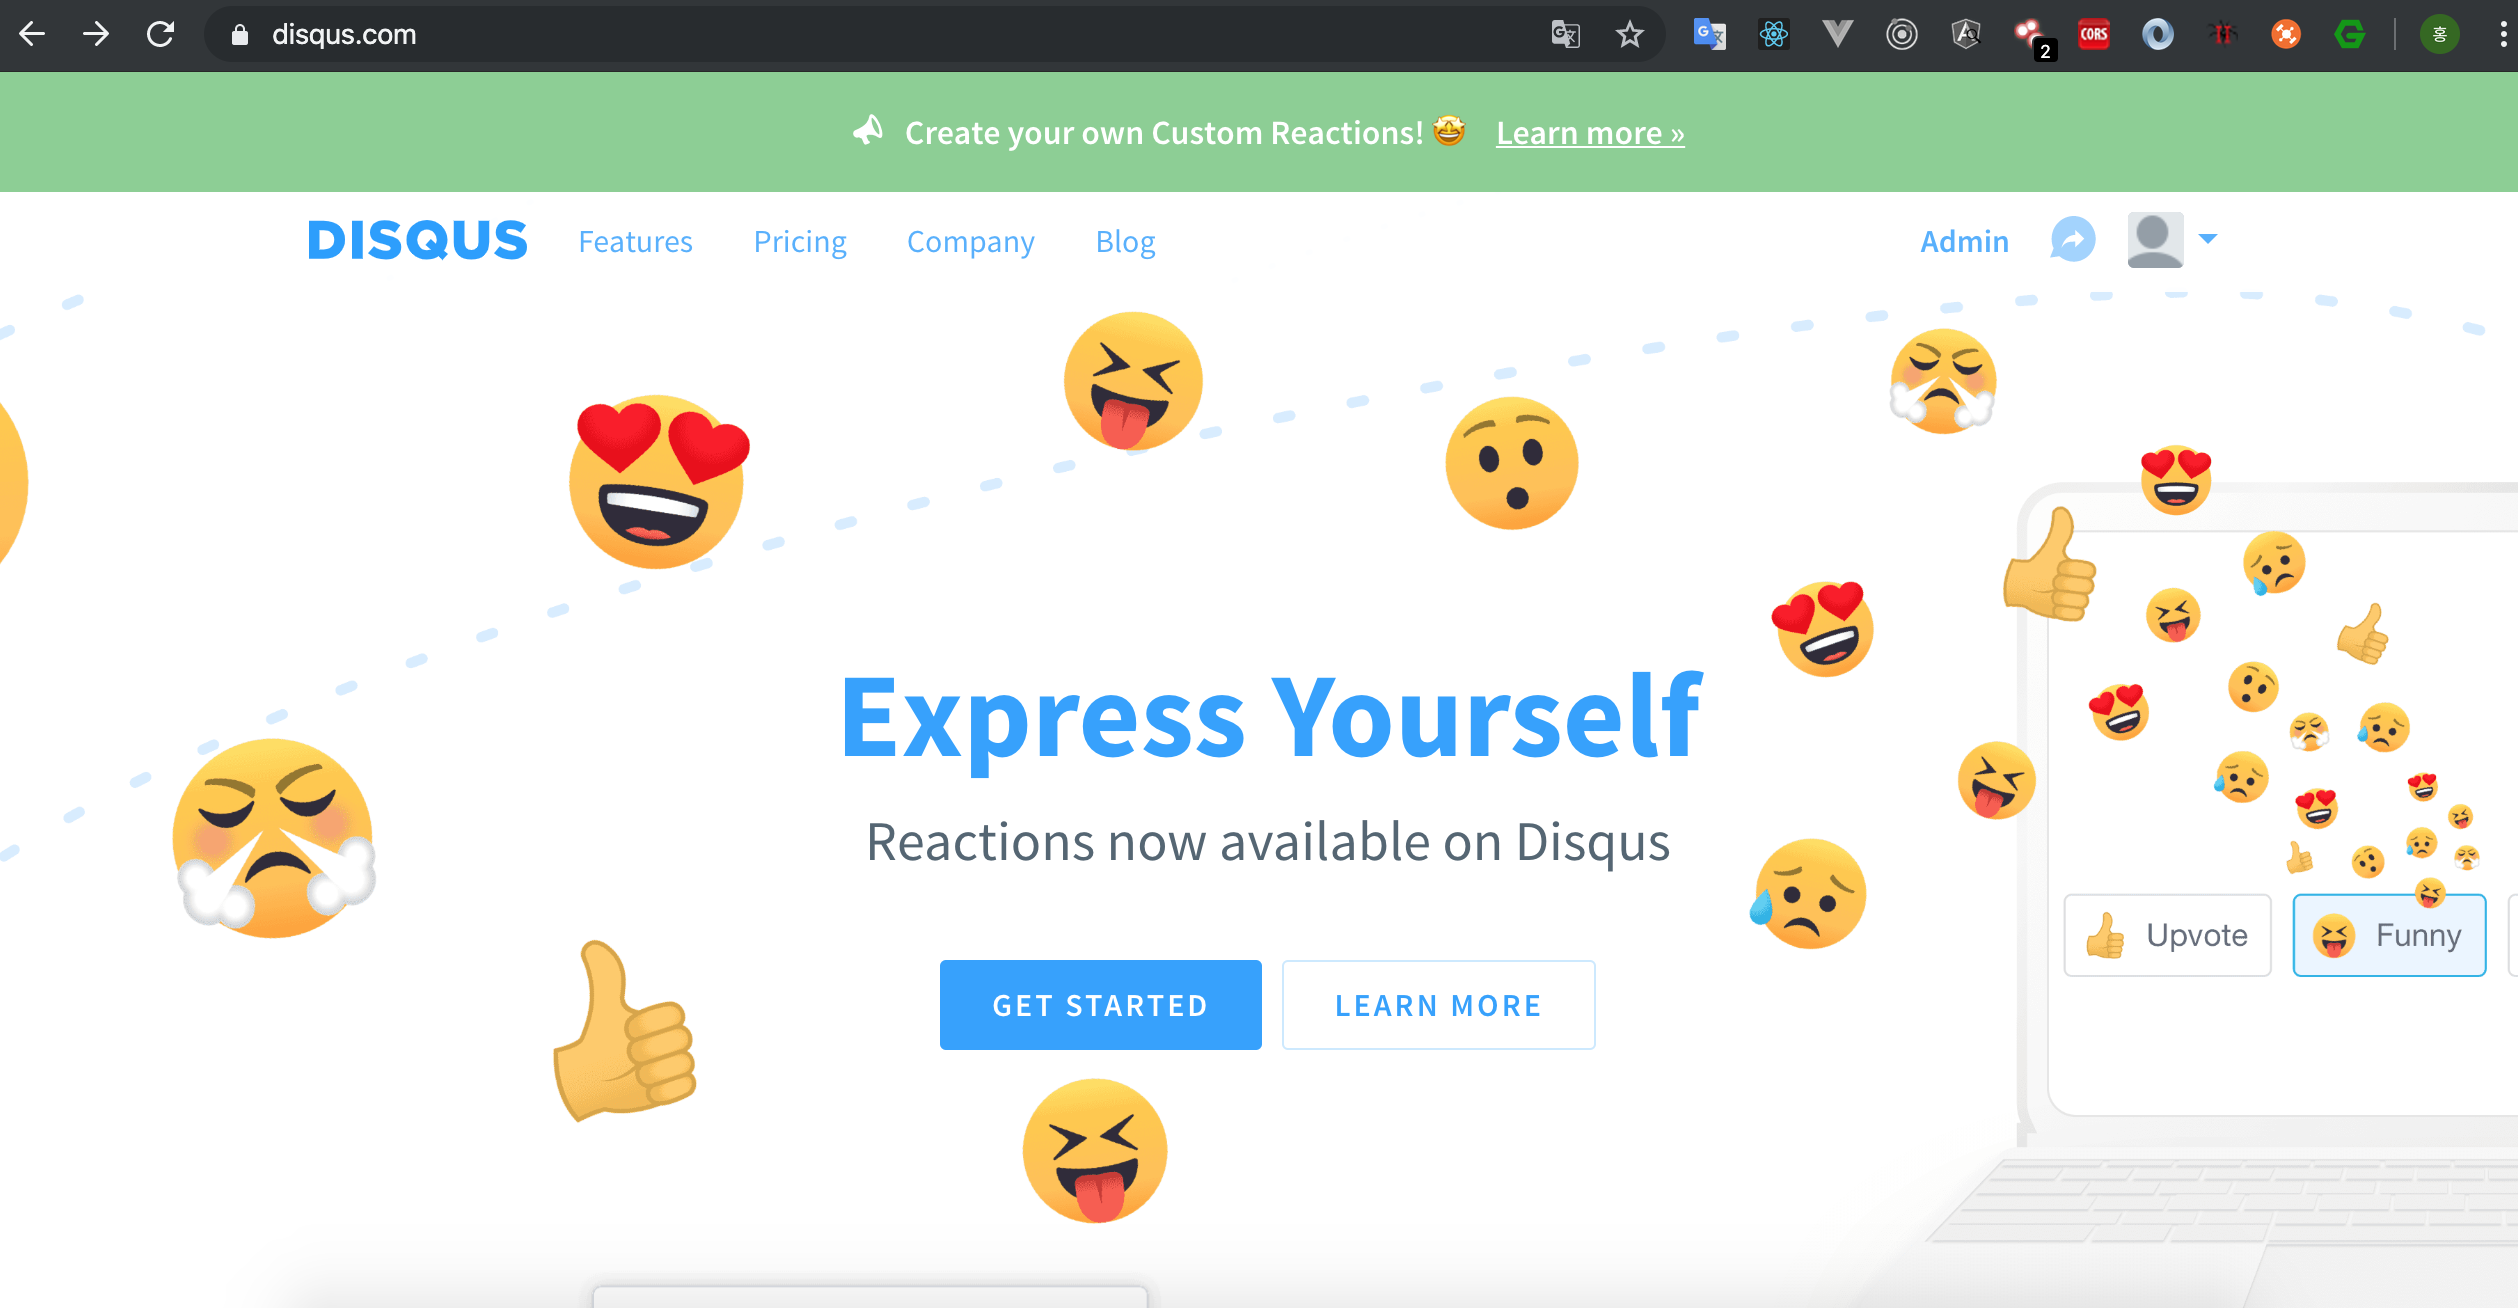 disqus.com
2
CORS
홍
Create your own Custom Reactions! 🤩 Learn more »
DISQUS Features Pricing Company Blog Admin
Express Yourself
Reactions now available on Disqus
Upvote Funny
GET STARTED LEARN MORE